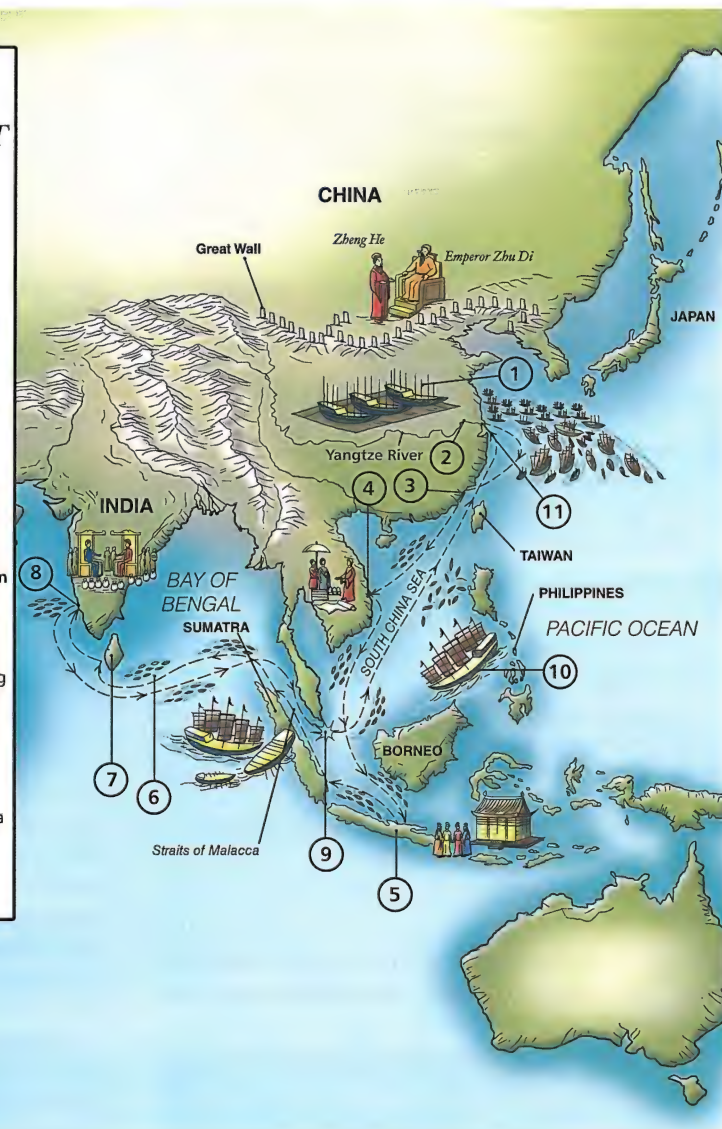 T
n
g
a
CHINA
Great Wall
Zheng He
Emperor Zhu Di
JAPAN
1
Yangtze River
2
4
3
11
INDIA
TAIWAN
8
BAY OF
BENGAL
SUMATRA
SOUTH CHINA SEA
PHILIPPINES
PACIFIC OCEAN
10
BORNEO
7
6
Straits of Malacca
9
5